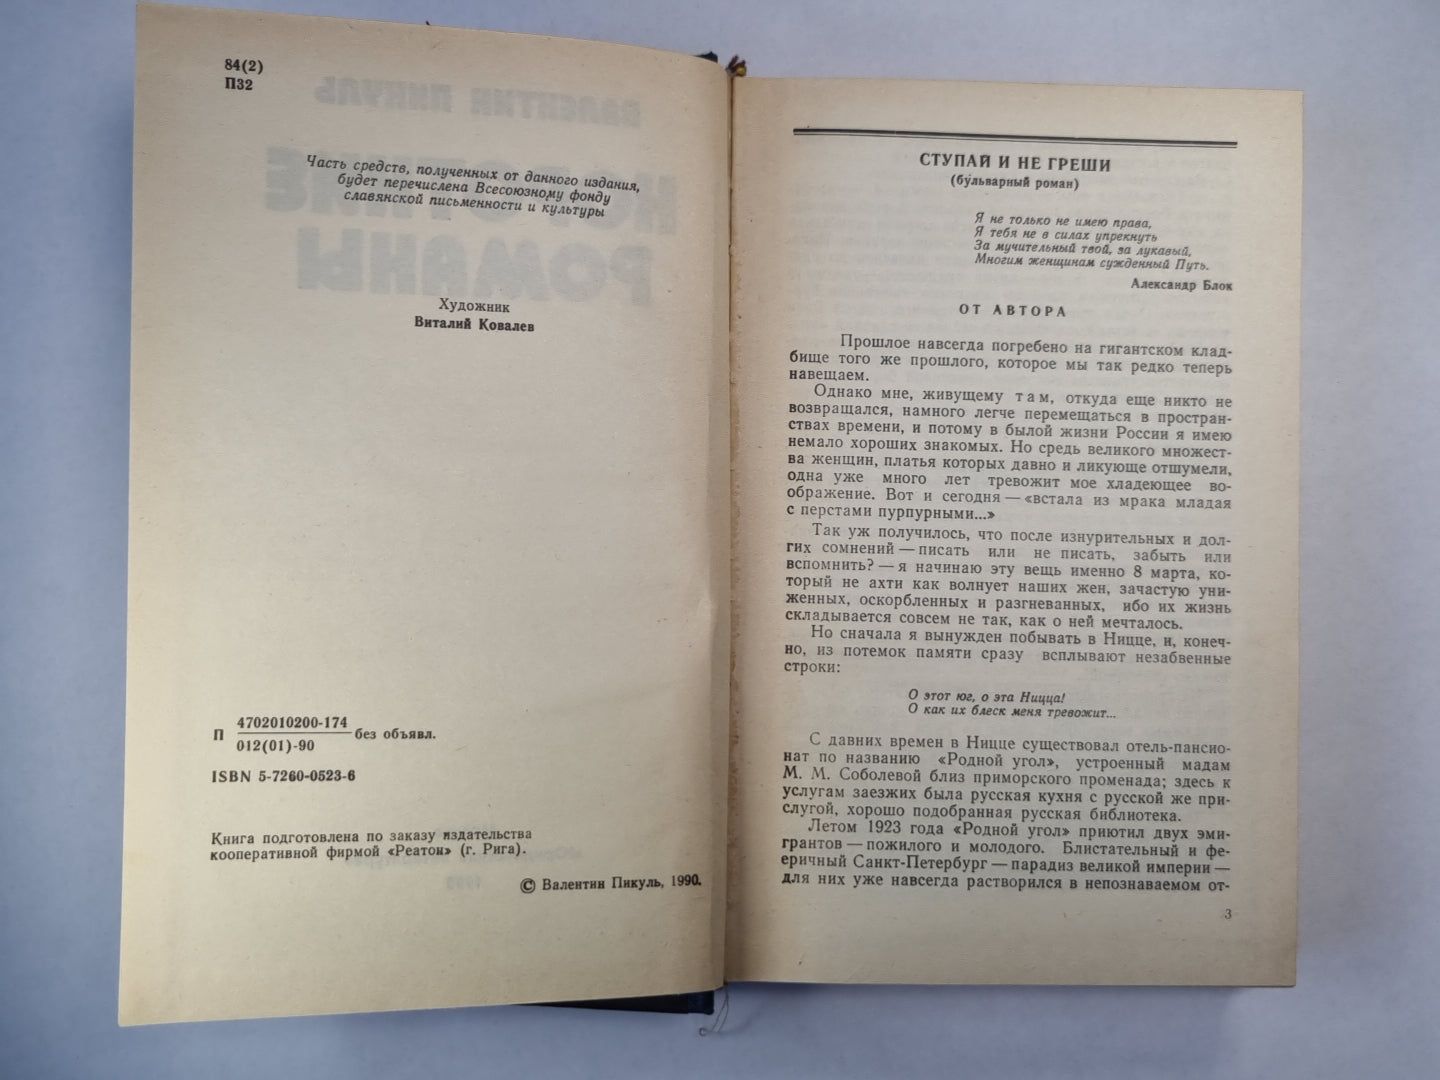 84(2)
П32
Часть средств, полученных от данного издания,
будет перечислена Всесоюзному фонду
славянской письменности и культуры
Художник
Виталий Ковалев
П 4702010200-174 без объявл.
012(01)-90
ISBN 5-7260-0523-6
Книга подготовлена по заказу издательства
кооперативной фирмой «Реатон» (г. Рига).
© Валентин Пикуль, 1990.
СТУПАЙ И НЕ ГРЕШИ
(бульварный роман)
Я не только не имею права,
Я тебя не в силах упрекнуть
За мучительный твой, за лукавый,
Многим женщинам сужденный Путь.
Александр Блок
ОТ АВТОРА
Прошлое навсегда погребено на гигантском клад-
бище того же прошлого, которое мы так редко теперь
навещаем.
Однако мне, живущему там, откуда еще никто не
возвращался, намного легче перемещаться в простран-
ствах времени, и потому в былой жизни России я имею
немало хороших знакомых. Но средь великого множест-
ва женщин, платья которых давно и ликующе отшумели,
одна уже много лет тревожит мое хладеющее во-
ображение. Вот и сегодня — «встала из мрака младая
с перстами пурпурными...»
Так уж получилось, что после изнурительных и дол-
гих сомнений — писать или не писать, забыть или
вспомнить? — я начинаю эту вещь именно 8 марта, ко-
торый не ахти как волнует наших жен, зачастую уни-
женных, оскорбленных и разгневанных, ибо их жизнь
складывается совсем не так, как о ней мечталось.
Но сначала я вынужден побывать в Ницце, и, конеч-
но, из потемок памяти сразу всплывают незабвенные
строки:
О этот юг, о эта Ницца!
О как их блеск меня тревожит...
С давних времен в Ницце существовал отель-пансио-
нат по названию «Родной угол», устроенный мадам
М. М. Соболевой близ приморского променада; здесь к
услугам заезжих была русская кухня с русской же при-
слугой, хорошо подобранная русская библиотека.
Летом 1923 года «Родной угол» приютил двух эми-
грантов — пожилого и молодого. Блистательный и фе-
еричный Санкт-Петербург — парадиз великой империи —
для них уже навсегда растворился в непознаваемом от-
3